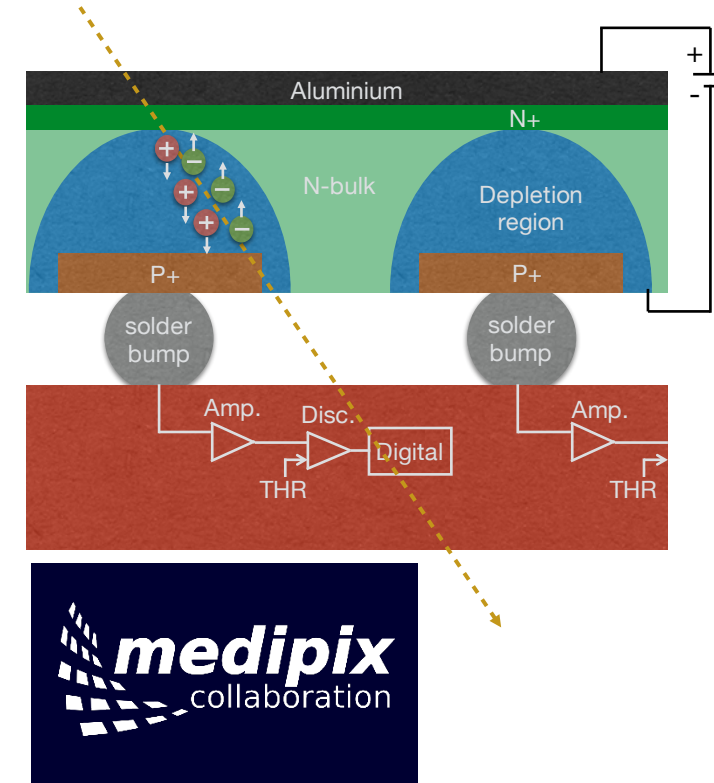 Aluminium
+
-
N+
N-bulk
Depletion
region
+
−
−
+
+
−
P+
P+
solder
bump
solder
bump
Amp.
Disc.
Digital
THR
Amp.
THR
medipix
collaboration